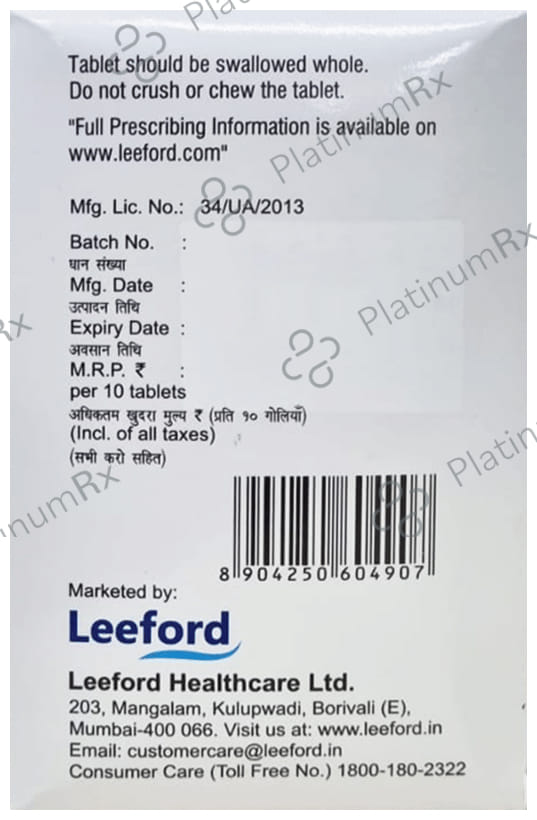 Tablet should be swallowed whole.
Do not crush or chew the tablet.
"Full Prescribing Information is available on
www.leeford.com"
Mfg. Lic. No.: 34/UA/2013
Batch No. :
धान संख्या
Mfg. Date :
उत्पादन तिथि
Expiry Date :
अवसान तिथि
M.R.P. ₹ :
per 10 tablets
अधिकतम खुदरा मुल्य ₹ (प्रति १० गोलियाँ)
(Incl. of all taxes)
(सभी करो सहित)
8 904250 604907
Marketed by:
Leeford
Leeford Healthcare Ltd.
203, Mangalam, Kulupwadi, Borivali (E),
Mumbai-400 066. Visit us at: www.leeford.in
Email: customercare@leeford.in
Consumer Care (Toll Free No.) 1800-180-2322
PlatinumRx
PlatinumRx